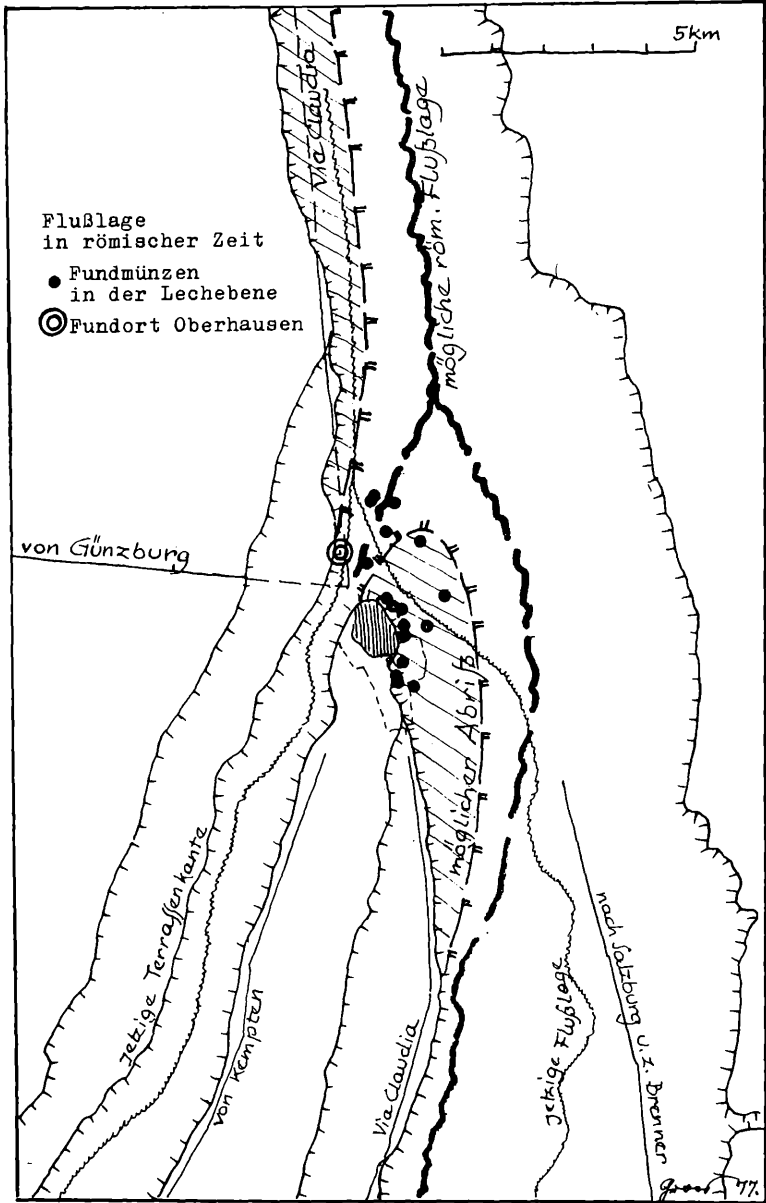 5km
Via Claudia
mögliche röm. Flußlage
Flußlage
in römischer Zeit
Fundmünzen
in der Lechebene
Fundort Oberhausen
von Günzburg
möglicher Abriß
jetzige Terraſſenkante
von Kempten
Via Claudia
jetzige Flußlage
nach Salzburg u. z. Brenner
77.